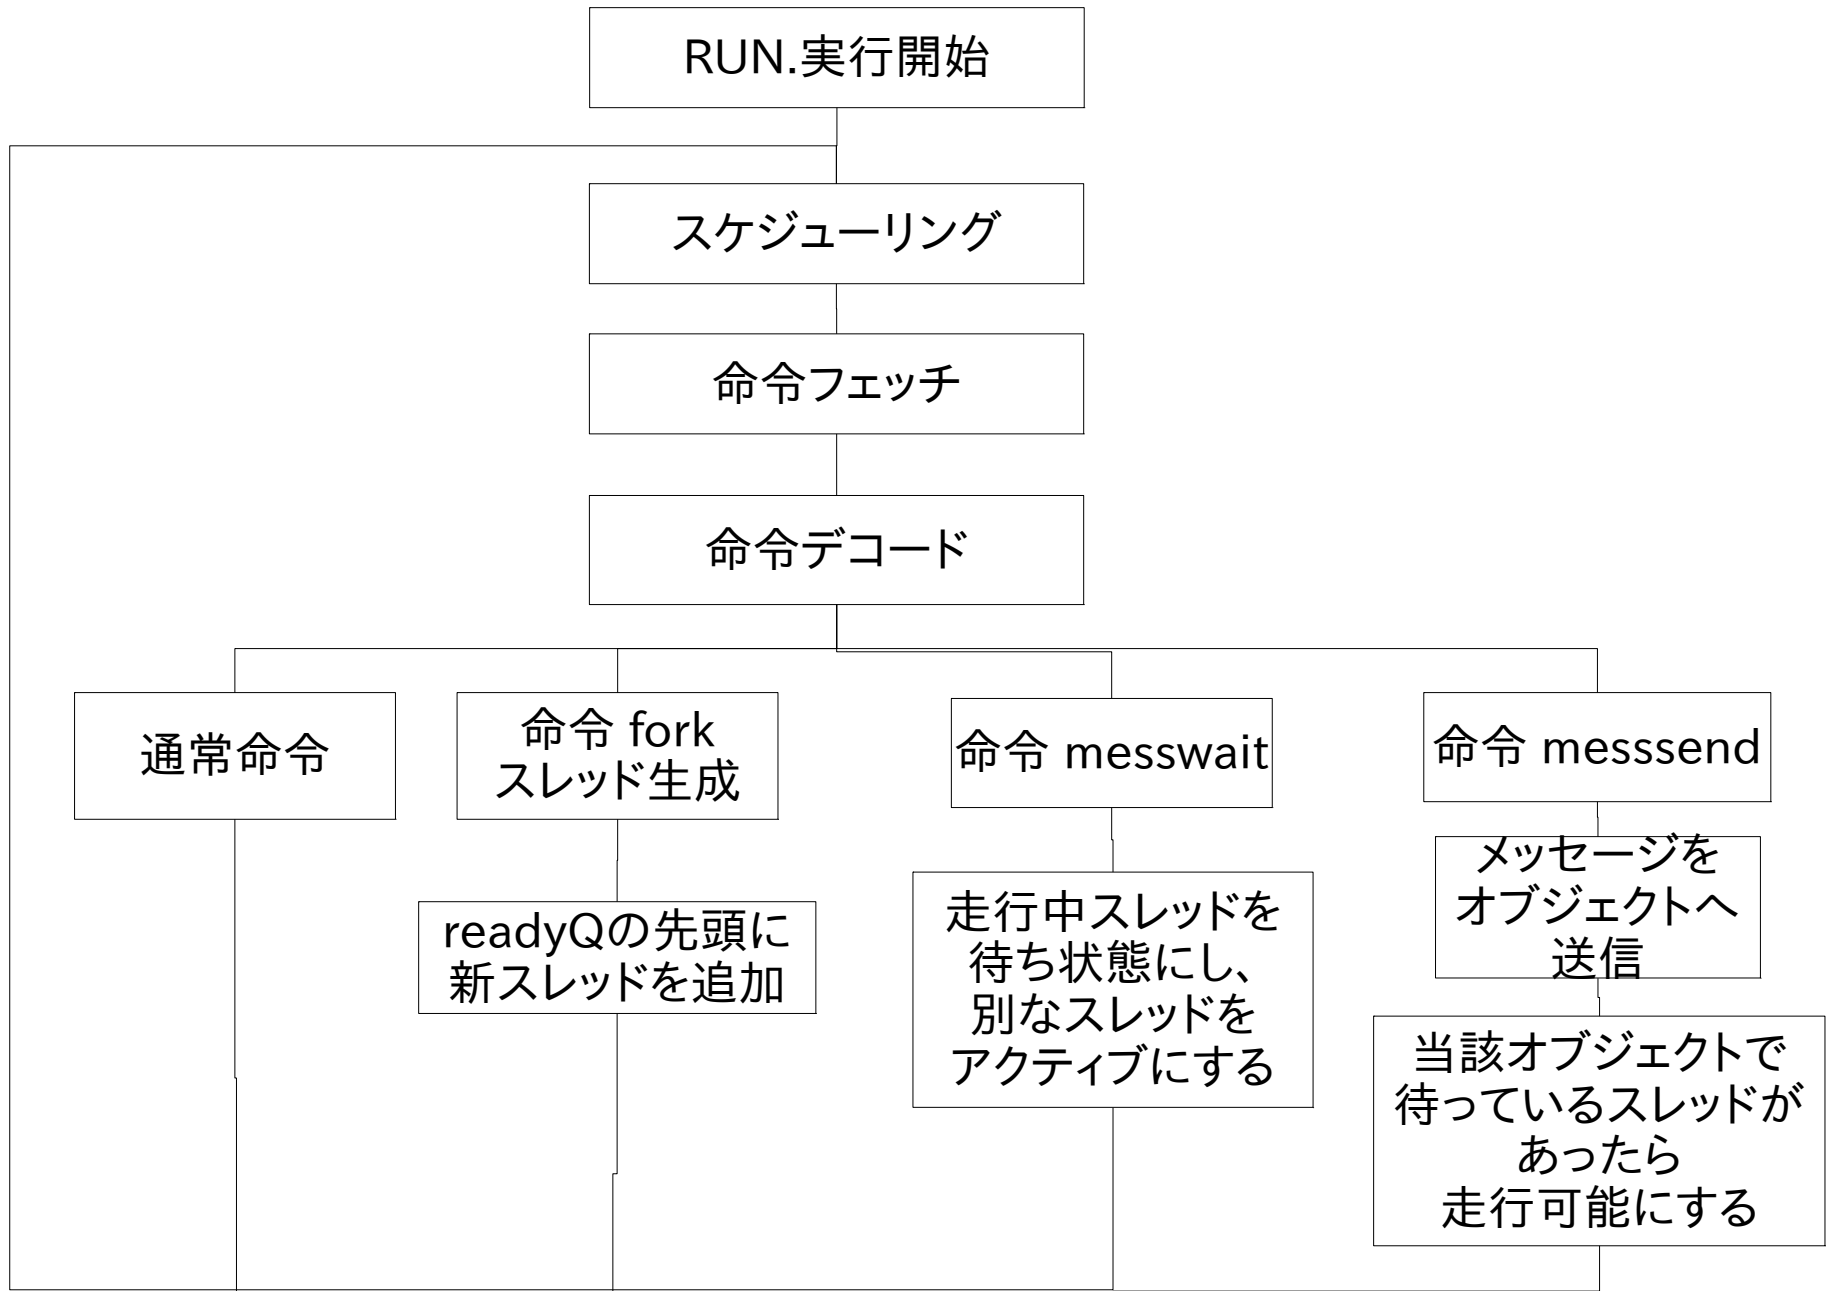 RUN.実行開始
スケジューリング
命令フェッチ
命令デコード
通常命令
命令 fork
スレッド生成
readyQの先頭に
新スレッドを追加
命令 messwait
走行中スレッドを
待ち状態にし、
別なスレッドを
アクティブにする
命令 messsend
メッセージを
オブジェクトへ
送信
当該オブジェクトで
待っているスレッドが
あったら
走行可能にする